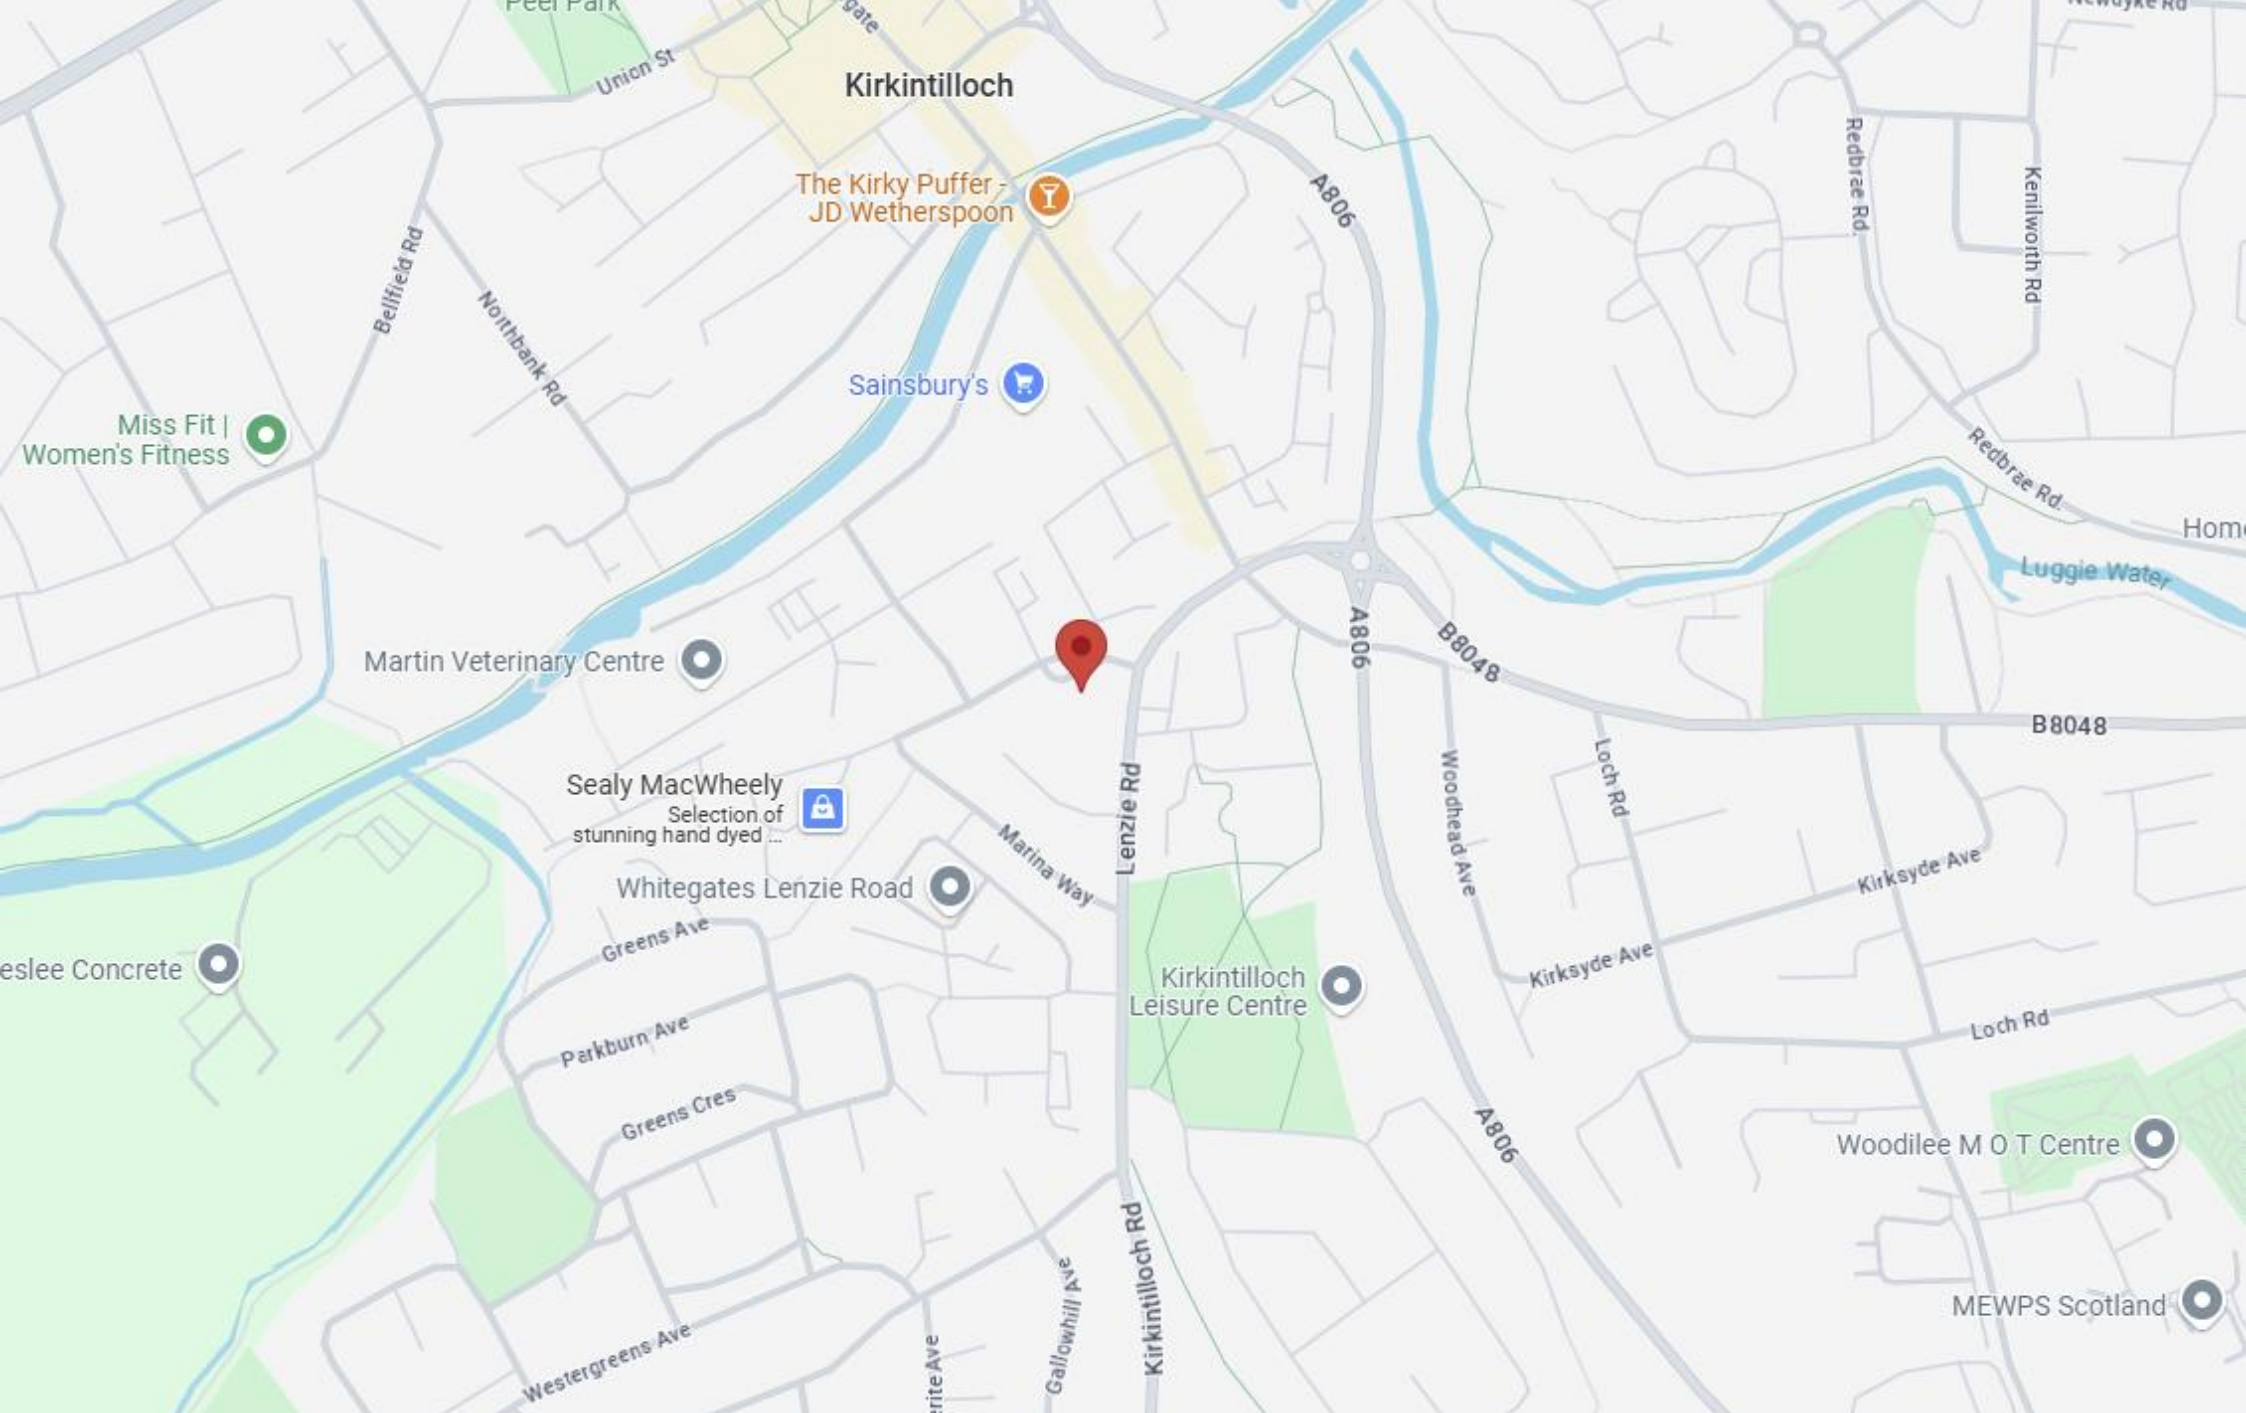 Peel Park
Union St
Kirkintilloch
The Kirky Puffer -
JD Wetherspoon
A806
Redbrae Rd
Kenilworth Rd
Bellfield Rd
Northbank Rd
Sainsbury's
Miss Fit |
Women's Fitness
Redbrae Rd
Luggie Water
Martin Veterinary Centre
A806
B8048
B8048
Sealy MacWheely
Selection of
stunning hand dyed ...
Lenzie Rd
Woodhead Ave
Loch Rd
Marina Way
Whitegates Lenzie Road
Kirksyde Ave
Greens Ave
Kirksyde Ave
eslee Concrete
Kirkintilloch
Leisure Centre
Parkburn Ave
Loch Rd
Greens Cres
A806
Woodilee M O T Centre
Kirkintilloch Rd
Gallowhill Ave
MEWPS Scotland
Westergreens Ave